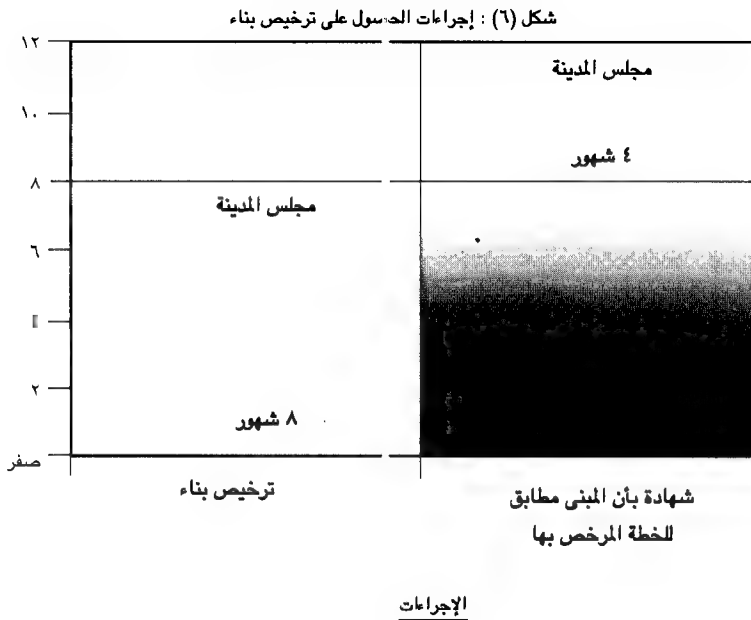 شكل (٦) : إجراءات الحصول على ترخيص بناء
١٢
١٠
٨
٦
٢
صفر
مجلس المدينة
٤ شهور
مجلس المدينة
٨ شهور
شهادة بأن المبنى مطابق
للخطة المرخص بها
ترخيص بناء
الإجراءات